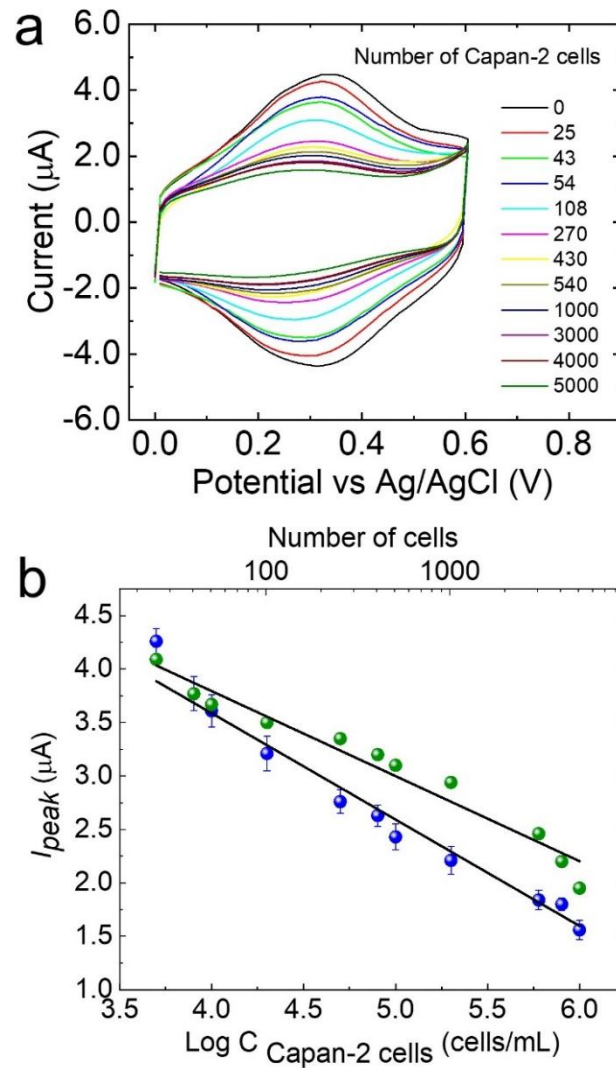 a
Number of Capan-2 cells
0
25
43
54
108
270
430
540
1000
3000
4000
5000
6.0
4.0
2.0
0.0
-2.0
-4.0
-6.0
Current (µA)
0.0 0.2 0.4 0.6 0.8
Potential vs Ag/AgCl (V)
b
Number of cells
100 1000
4.5
4.0
3.5
3.0
2.5
2.0
1.5
1.0
Ipeak (µA)
3.5 4.0 4.5 5.0 5.5 6.0
Log C Capan-2 cells (cells/mL)